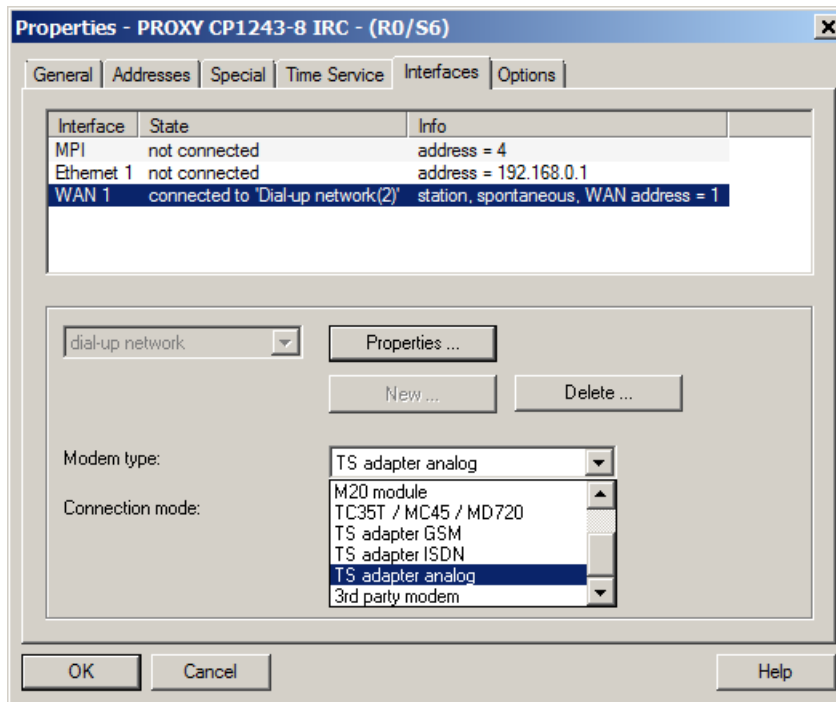 Properties - PROXY CP1243-8 IRC - (R0/S6)
General Addresses Special Time Service Interfaces Options
Interface State Info
MPI not connected address = 4
Ethernet 1 not connected address = 192.168.0.1
WAN 1 connected to 'Dial-up network(2)' station, spontaneous, WAN address = 1
dial-up network Properties ...
New ... Delete ...
Modem type: TS adapter analog
M20 module
Connection mode: TC35T / MC45 / MD720
TS adapter GSM
TS adapter ISDN
TS adapter analog
3rd party modem
OK Cancel Help